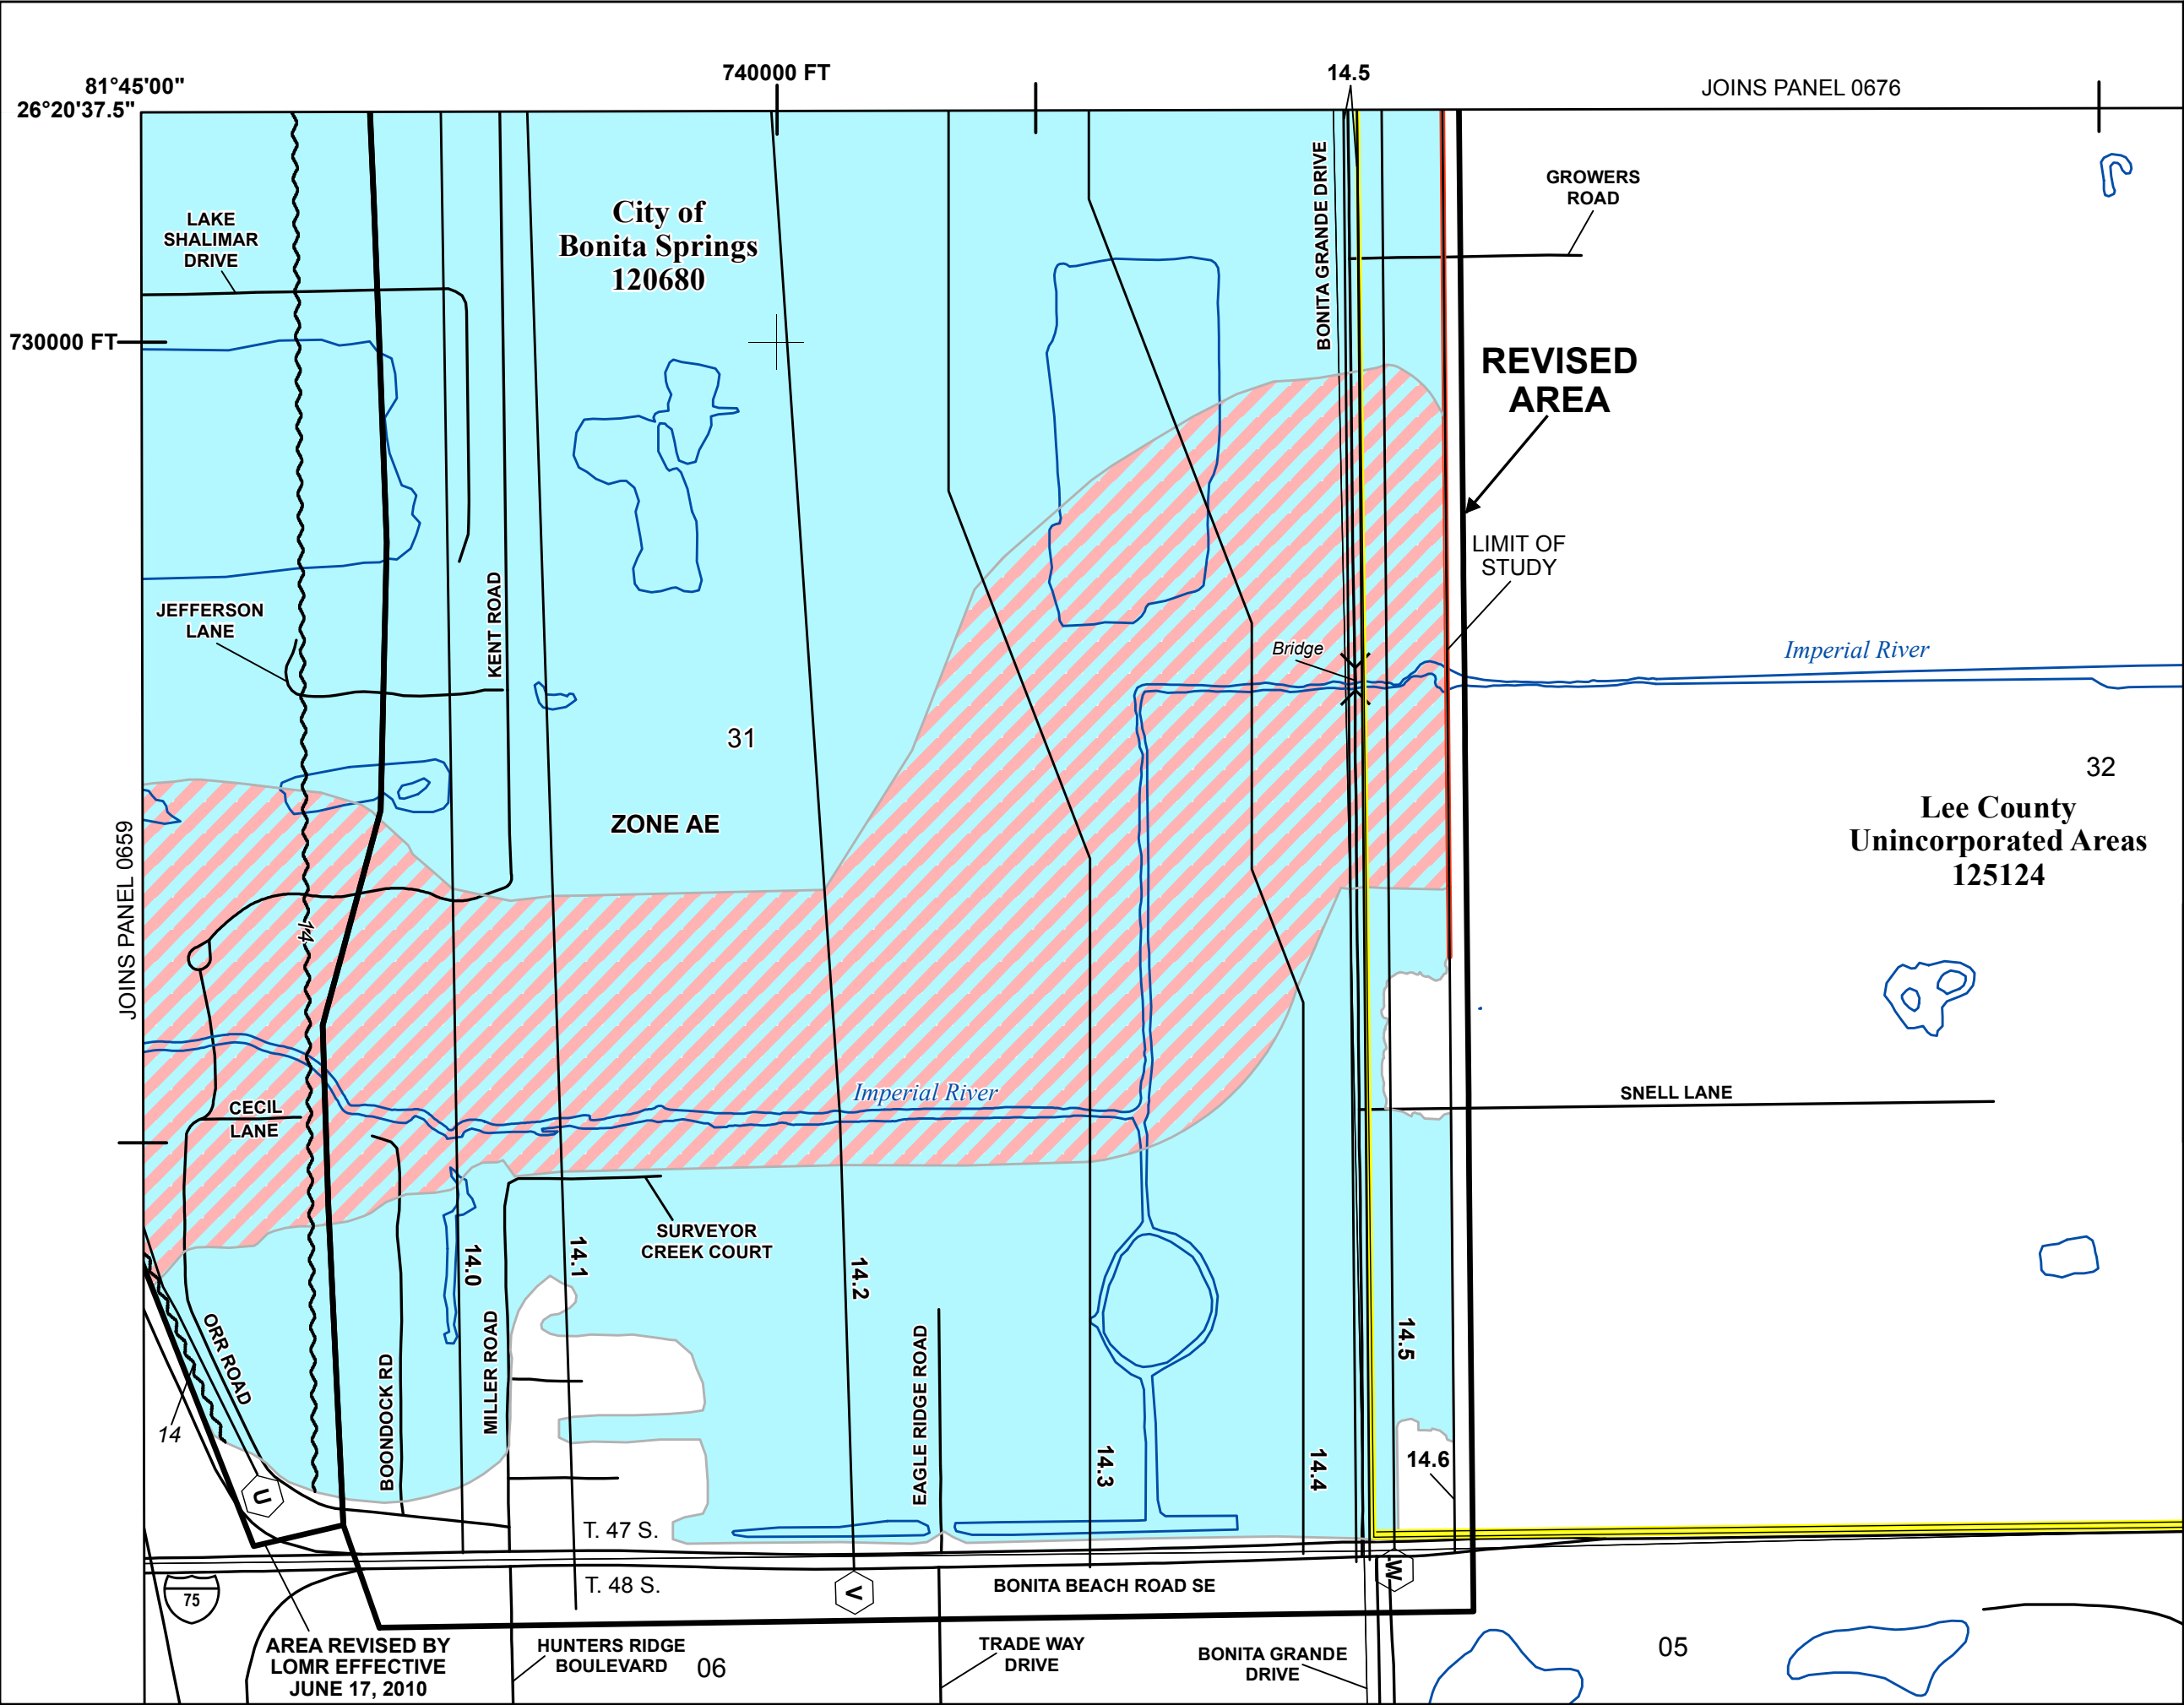 81°45'00"
26°20'37.5"
740000 FT
14.5
JOINS PANEL 0676
LAKE
SHALIMAR
DRIVE
City of
Bonita Springs
120680
BONITA GRANDE DRIVE
GROWERS
ROAD
730000 FT
REVISED
AREA
LIMIT OF
STUDY
JEFFERSON
LANE
KENT ROAD
Bridge
Imperial River
31
32
ZONE AE
Lee County
Unincorporated Areas
125124
JOINS PANEL 0659
14
Imperial River
CECIL
LANE
SNELL LANE
SURVEYOR
CREEK COURT
14.0
14.1
14.2
14.3
14.4
14.5
14.6
ORR ROAD
BOONDOCK RD
MILLER ROAD
EAGLE RIDGE ROAD
14
U
T. 47 S.
T. 48 S.
V
W
BONITA BEACH ROAD SE
75
AREA REVISED BY
LOMR EFFECTIVE
JUNE 17, 2010
HUNTERS RIDGE
BOULEVARD
06
TRADE WAY
DRIVE
BONITA GRANDE
DRIVE
05